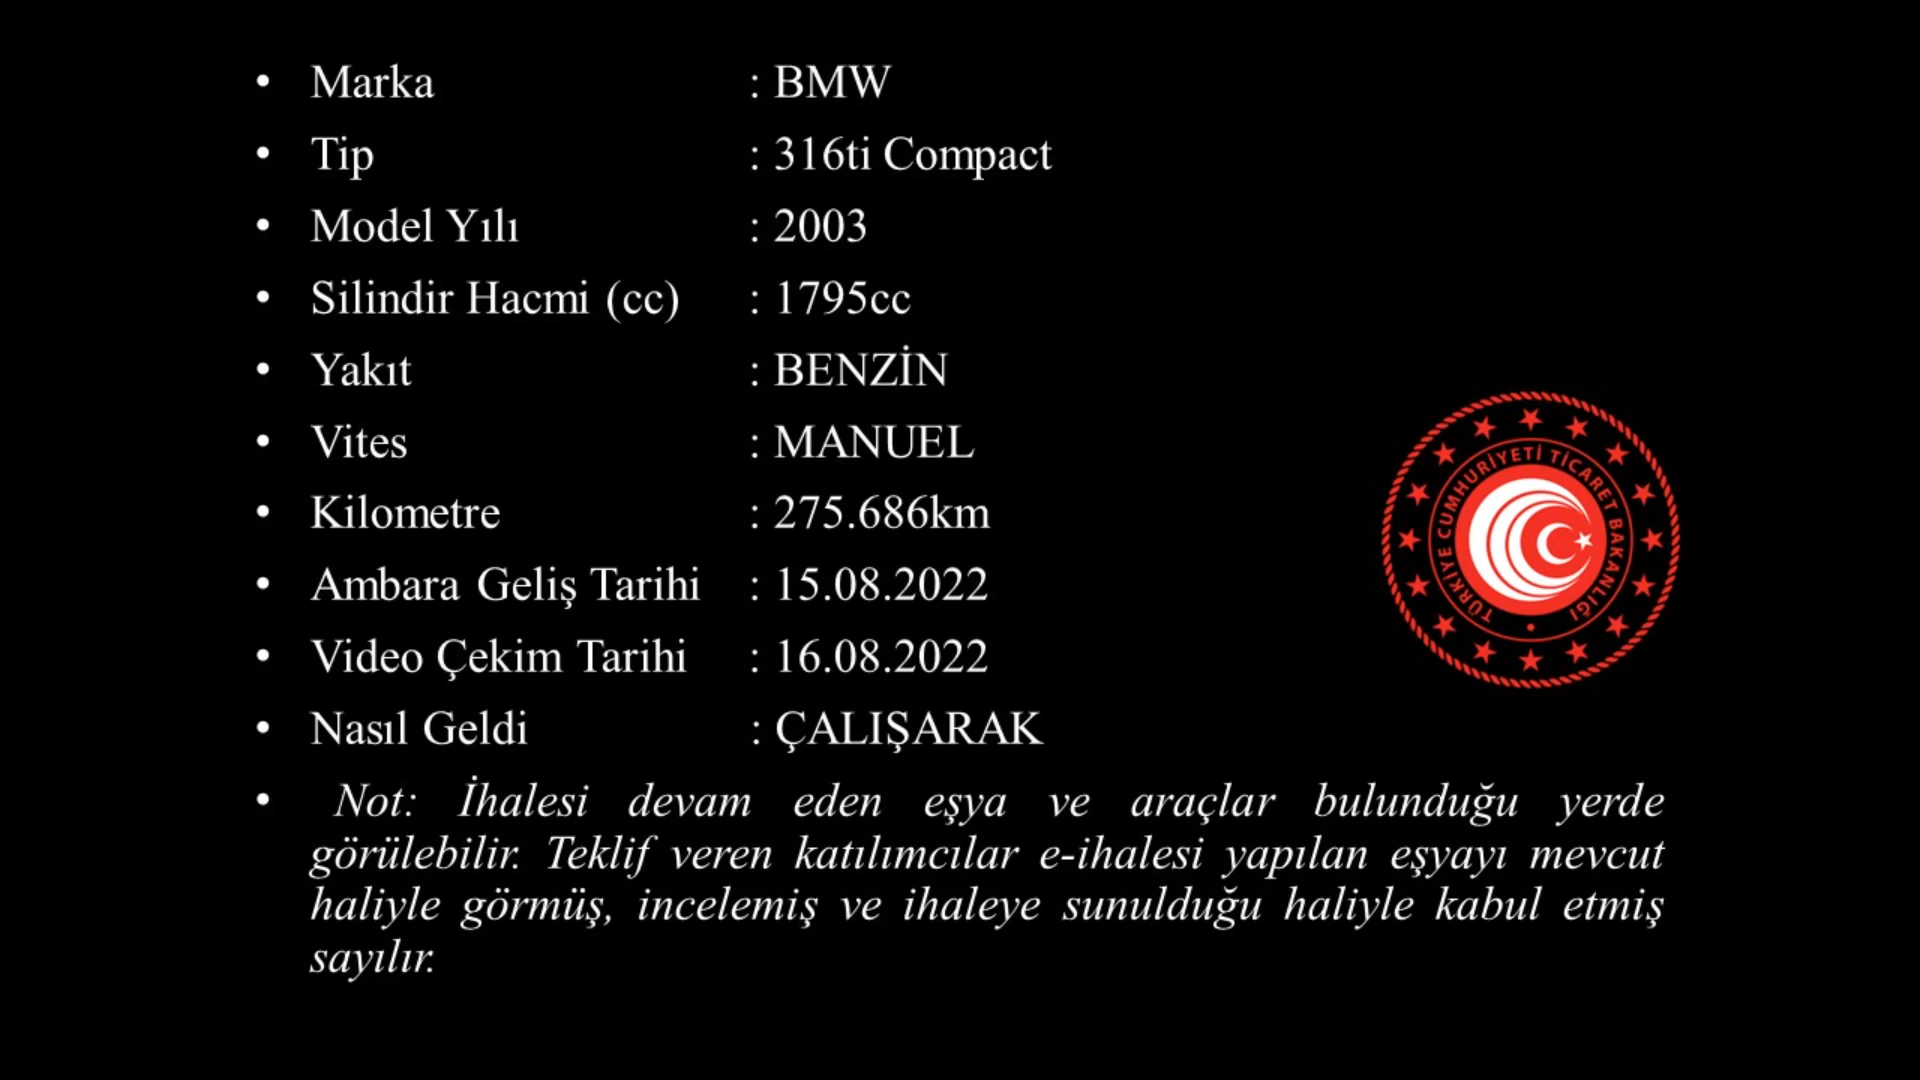 • Marka : BMW
• Tip : 316ti Compact
• Model Yılı : 2003
• Silindir Hacmi (cc) : 1795cc
• Yakıt : BENZİN
• Vites : MANUEL
• Kilometre : 275.686km
• Ambara Geliş Tarihi : 15.08.2022
• Video Çekim Tarihi : 16.08.2022
• Nasıl Geldi : ÇALIŞARAK
• Not: İhalesi devam eden eşya ve araçlar bulunduğu yerde
görülebilir. Teklif veren katılımcılar e-ihalesi yapılan eşyayı mevcut
haliyle görmüş, incelemiş ve ihaleye sunulduğu haliyle kabul etmiş
sayılır.
TÜRKİYE CUMHURİYETİ TİCARET BAKANLIĞI